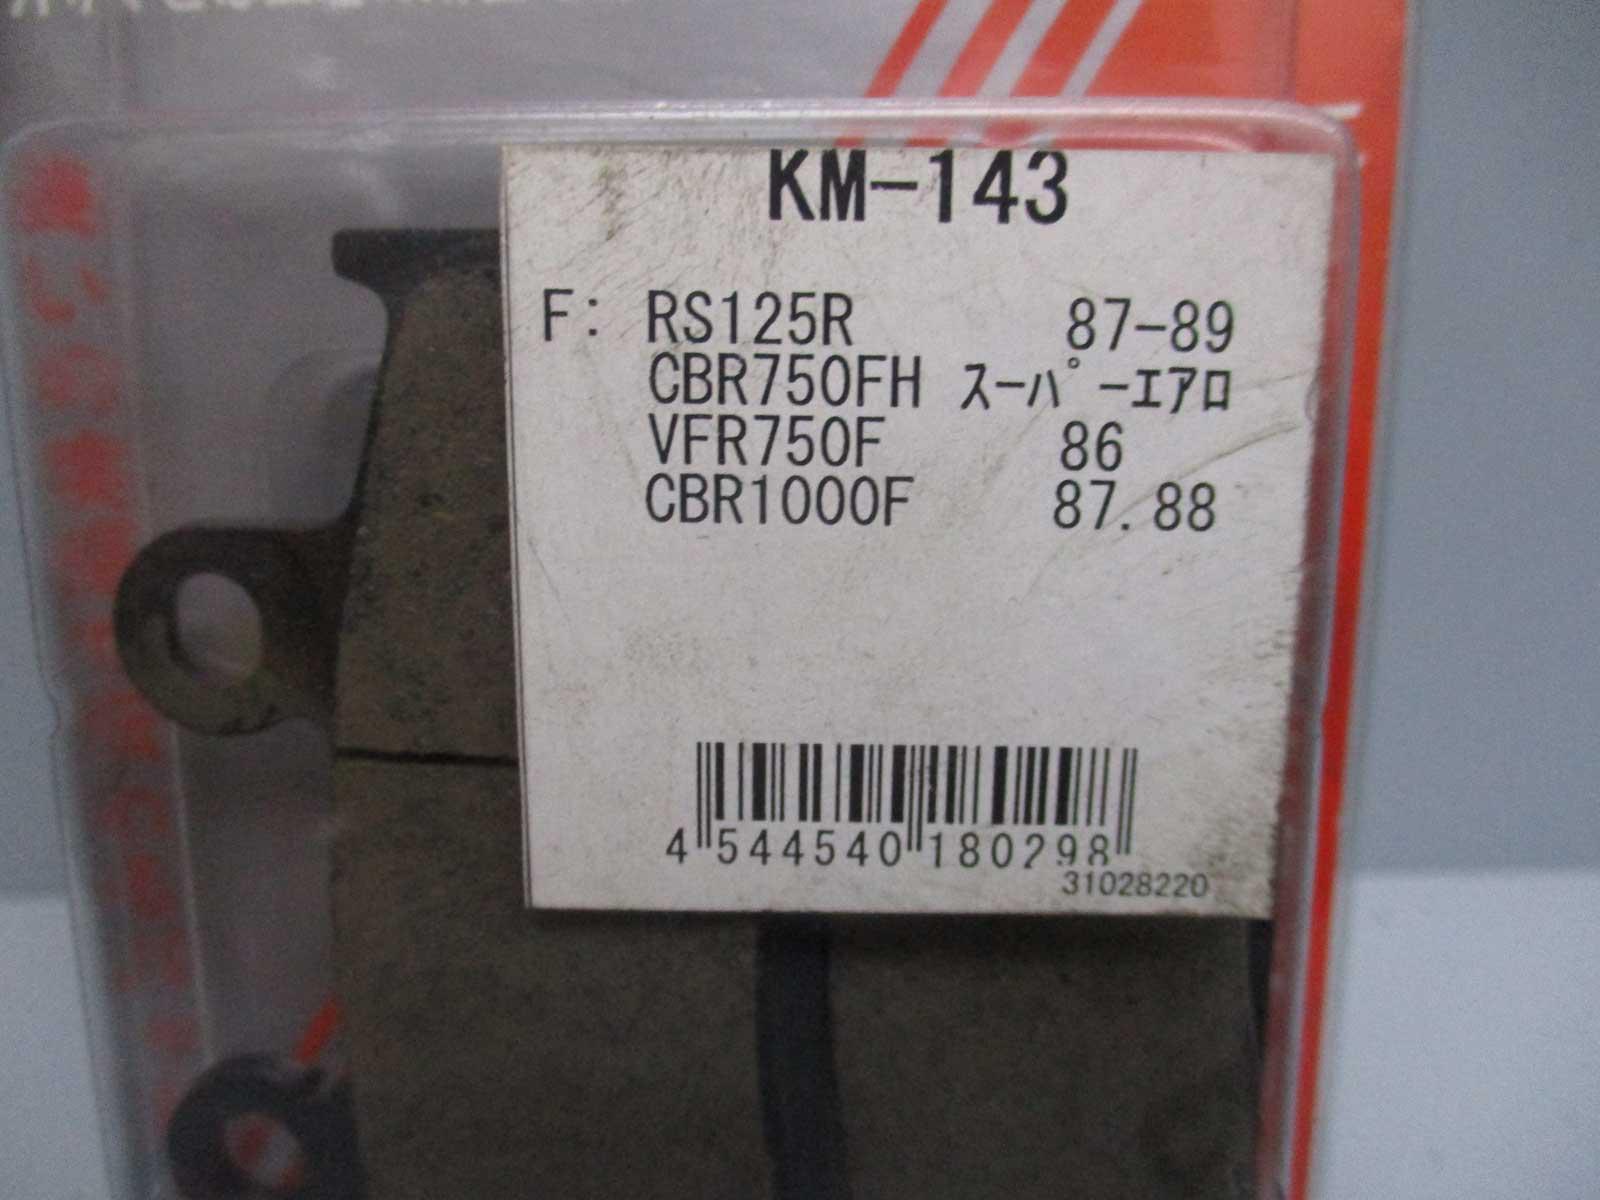 KM-143
F: RS125R 87-89
CBR750FH ｽｰﾊﾟｰｴｱﾛ
VFR750F 86
CBR1000F 87.88
4 544540 180298
31028220